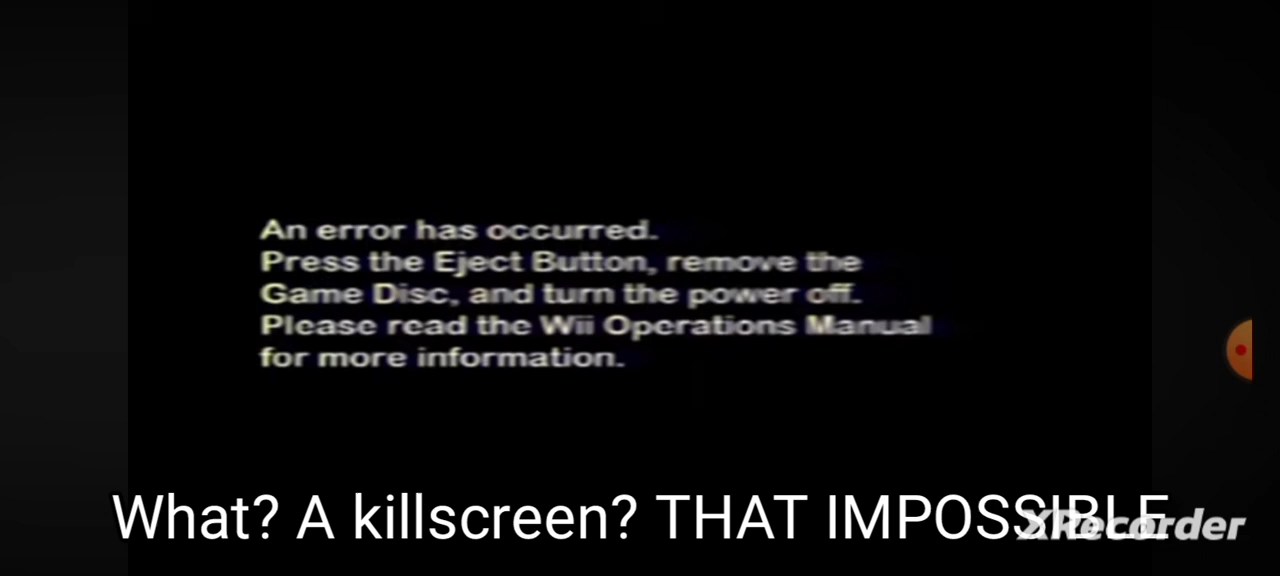 An error has occurred.
Press the Eject Button, remove the
Game Disc, and turn the power off.
Please read the Wii Operations Manual
for more information.
What? A killscreen? THAT IMPOSSIBLE
XRecorder